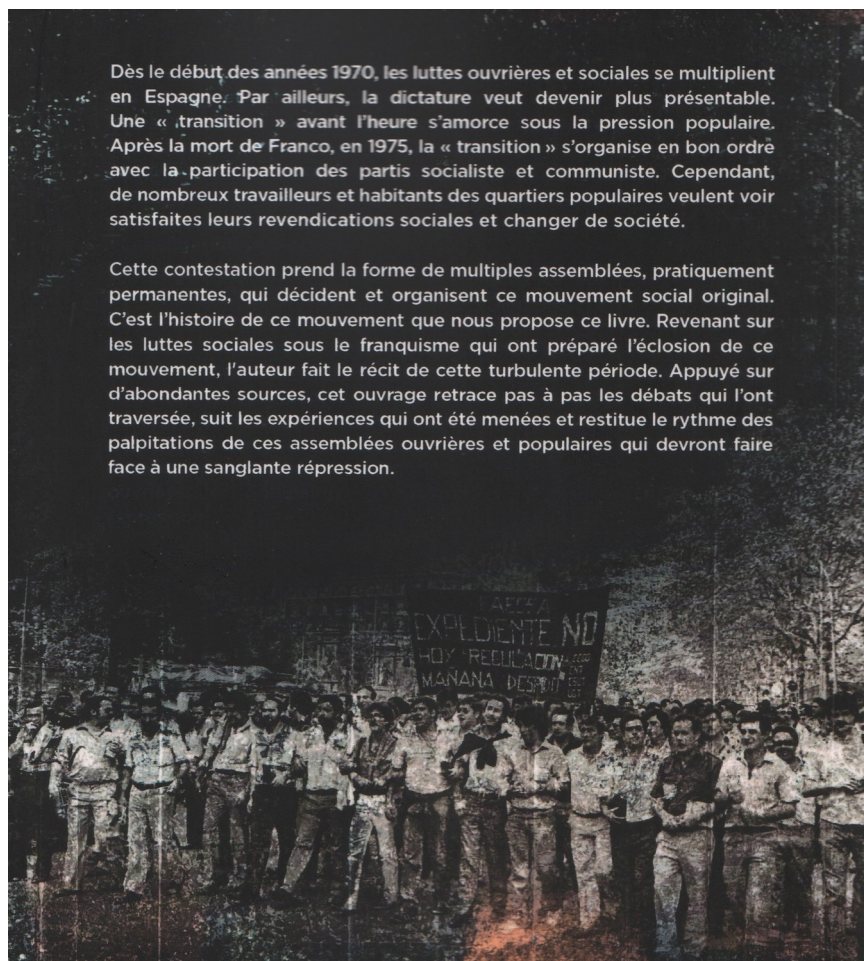 Dès le début des années 1970, les luttes ouvrières et sociales se multiplient
en Espagne. Par ailleurs, la dictature veut devenir plus présentable.
Une « transition » avant l'heure s'amorce sous la pression populaire.
Après la mort de Franco, en 1975, la « transition » s'organise en bon ordre
avec la participation des partis socialiste et communiste. Cependant,
de nombreux travailleurs et habitants des quartiers populaires veulent voir
satisfaites leurs revendications sociales et changer de société.
Cette contestation prend la forme de multiples assemblées, pratiquement
permanentes, qui décident et organisent ce mouvement social original.
C'est l'histoire de ce mouvement que nous propose ce livre. Revenant sur
les luttes sociales sous le franquisme qui ont préparé l'éclosion de ce
mouvement, l'auteur fait le récit de cette turbulente période. Appuyé sur
d'abondantes sources, cet ouvrage retrace pas à pas les débats qui l'ont
traversée, suit les expériences qui ont été menées et restitue le rythme des
palpitations de ces assemblées ouvrières et populaires qui devront faire
face à une sanglante répression.
EXPEDIENTE NO
HOY
MAÑANA